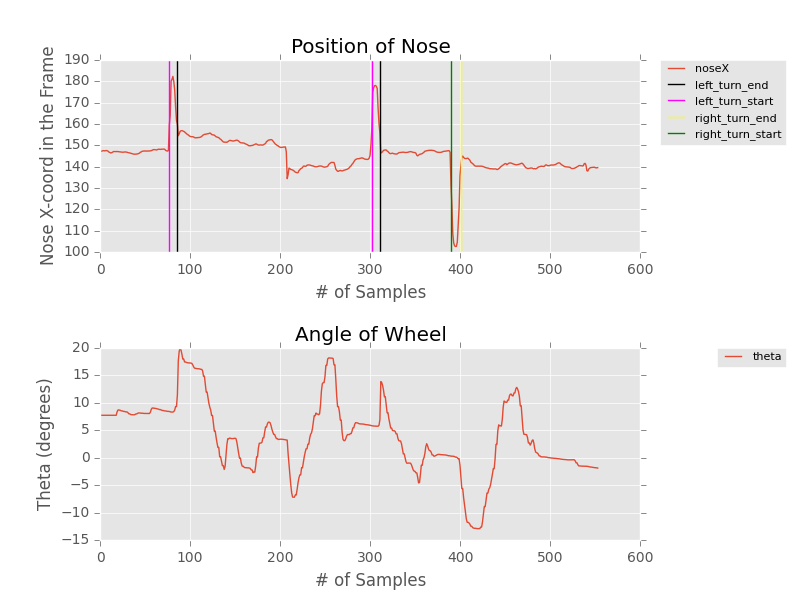 Position of Nose
Nose X-coord in the Frame
190
180
170
160
150
140
130
120
110
100
0 100 200 300 400 500 600
# of Samples
noseX
left_turn_end
left_turn_start
right_turn_end
right_turn_start
Angle of Wheel
Theta (degrees)
20
15
10
5
0
−5
−10
−15
0 100 200 300 400 500 600
# of Samples
theta